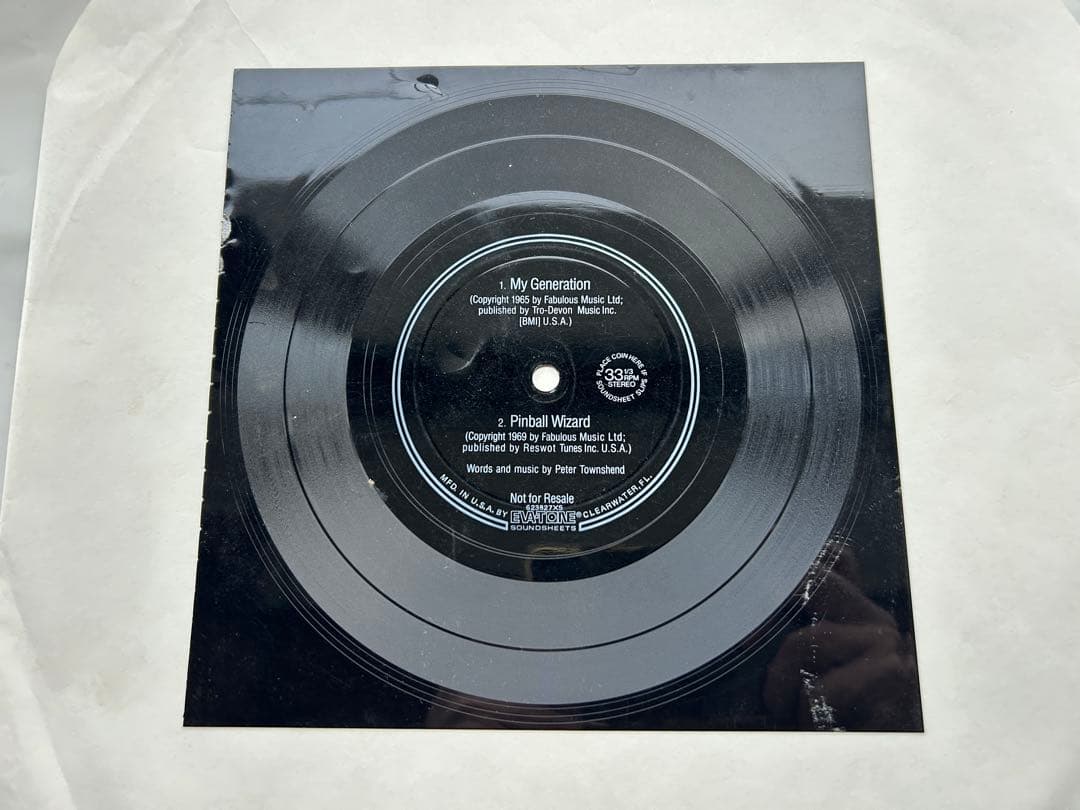 1. My Generation
(Copyright 1965 by Fabulous Music Ltd;
published by Tro-Devon Music Inc.
[BMI] U.S.A.)
PLACE COIN HERE IF
33 1/3
RPM
STEREO
SOUNDSHEET SLIPS
2. Pinball Wizard
(Copyright 1969 by Fabulous Music Ltd;
published by Reswot Tunes Inc. U.S.A.)
Words and music by Peter Townshend
Not for Resale
623827XS
MFD. IN U.S.A. BY EVA-TONE® CLEARWATER, FL.
SOUNDSHEETS